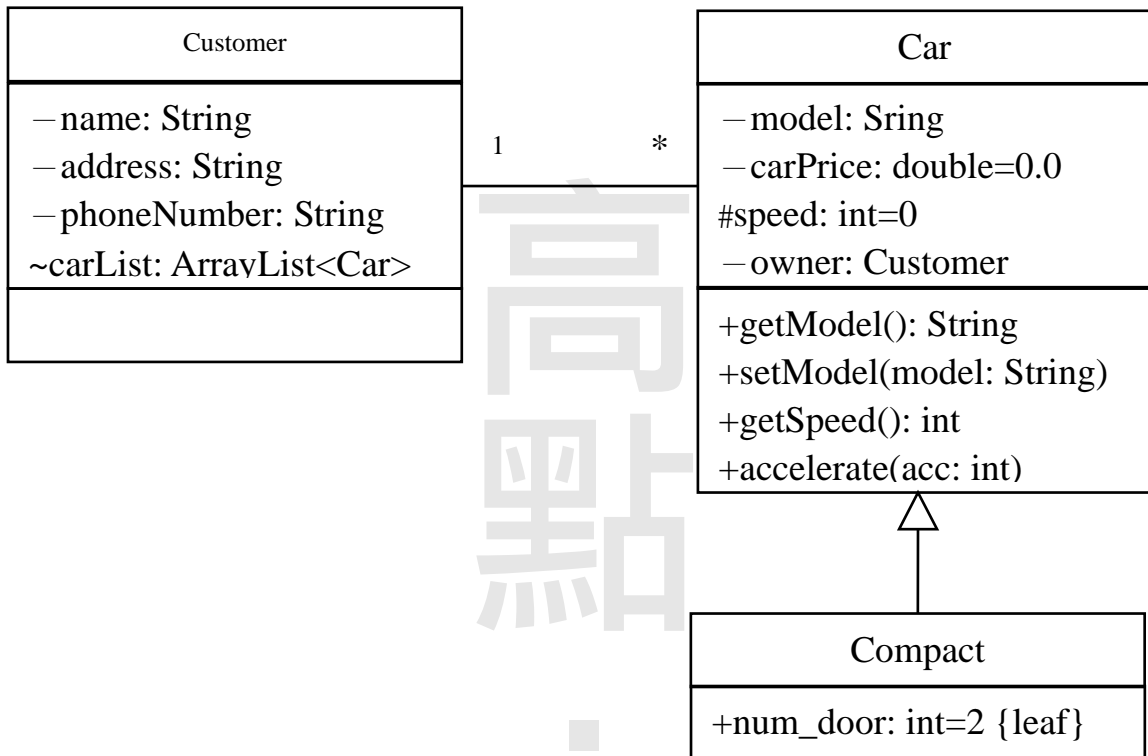 Customer
－name: String
－address: String
－phoneNumber: String
~carList: ArrayList<Car>
1
*
Car
－model: Sring
－carPrice: double=0.0
#speed: int=0
－owner: Customer
+getModel(): String
+setModel(model: String)
+getSpeed(): int
+accelerate(acc: int)
Compact
+num_door: int=2 {leaf}
高
點
·